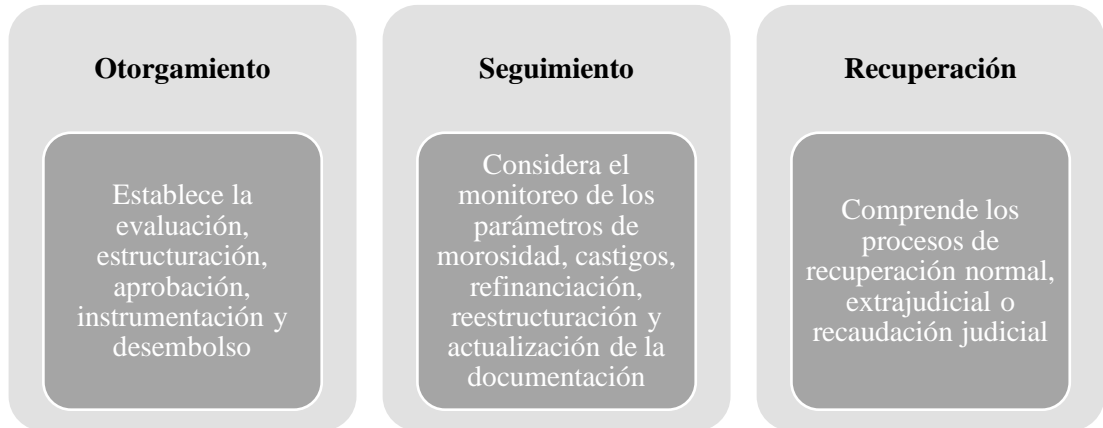 Otorgamiento
Establece la
evaluación,
estructuración,
aprobación,
instrumentación y
desembolso
Seguimiento
Considera el
monitoreo de los
parámetros de
morosidad, castigos,
refinanciación,
reestructuración y
actualización de la
documentación
Recuperación
Comprende los
procesos de
recuperación normal,
extrajudicial o
recaudación judicial